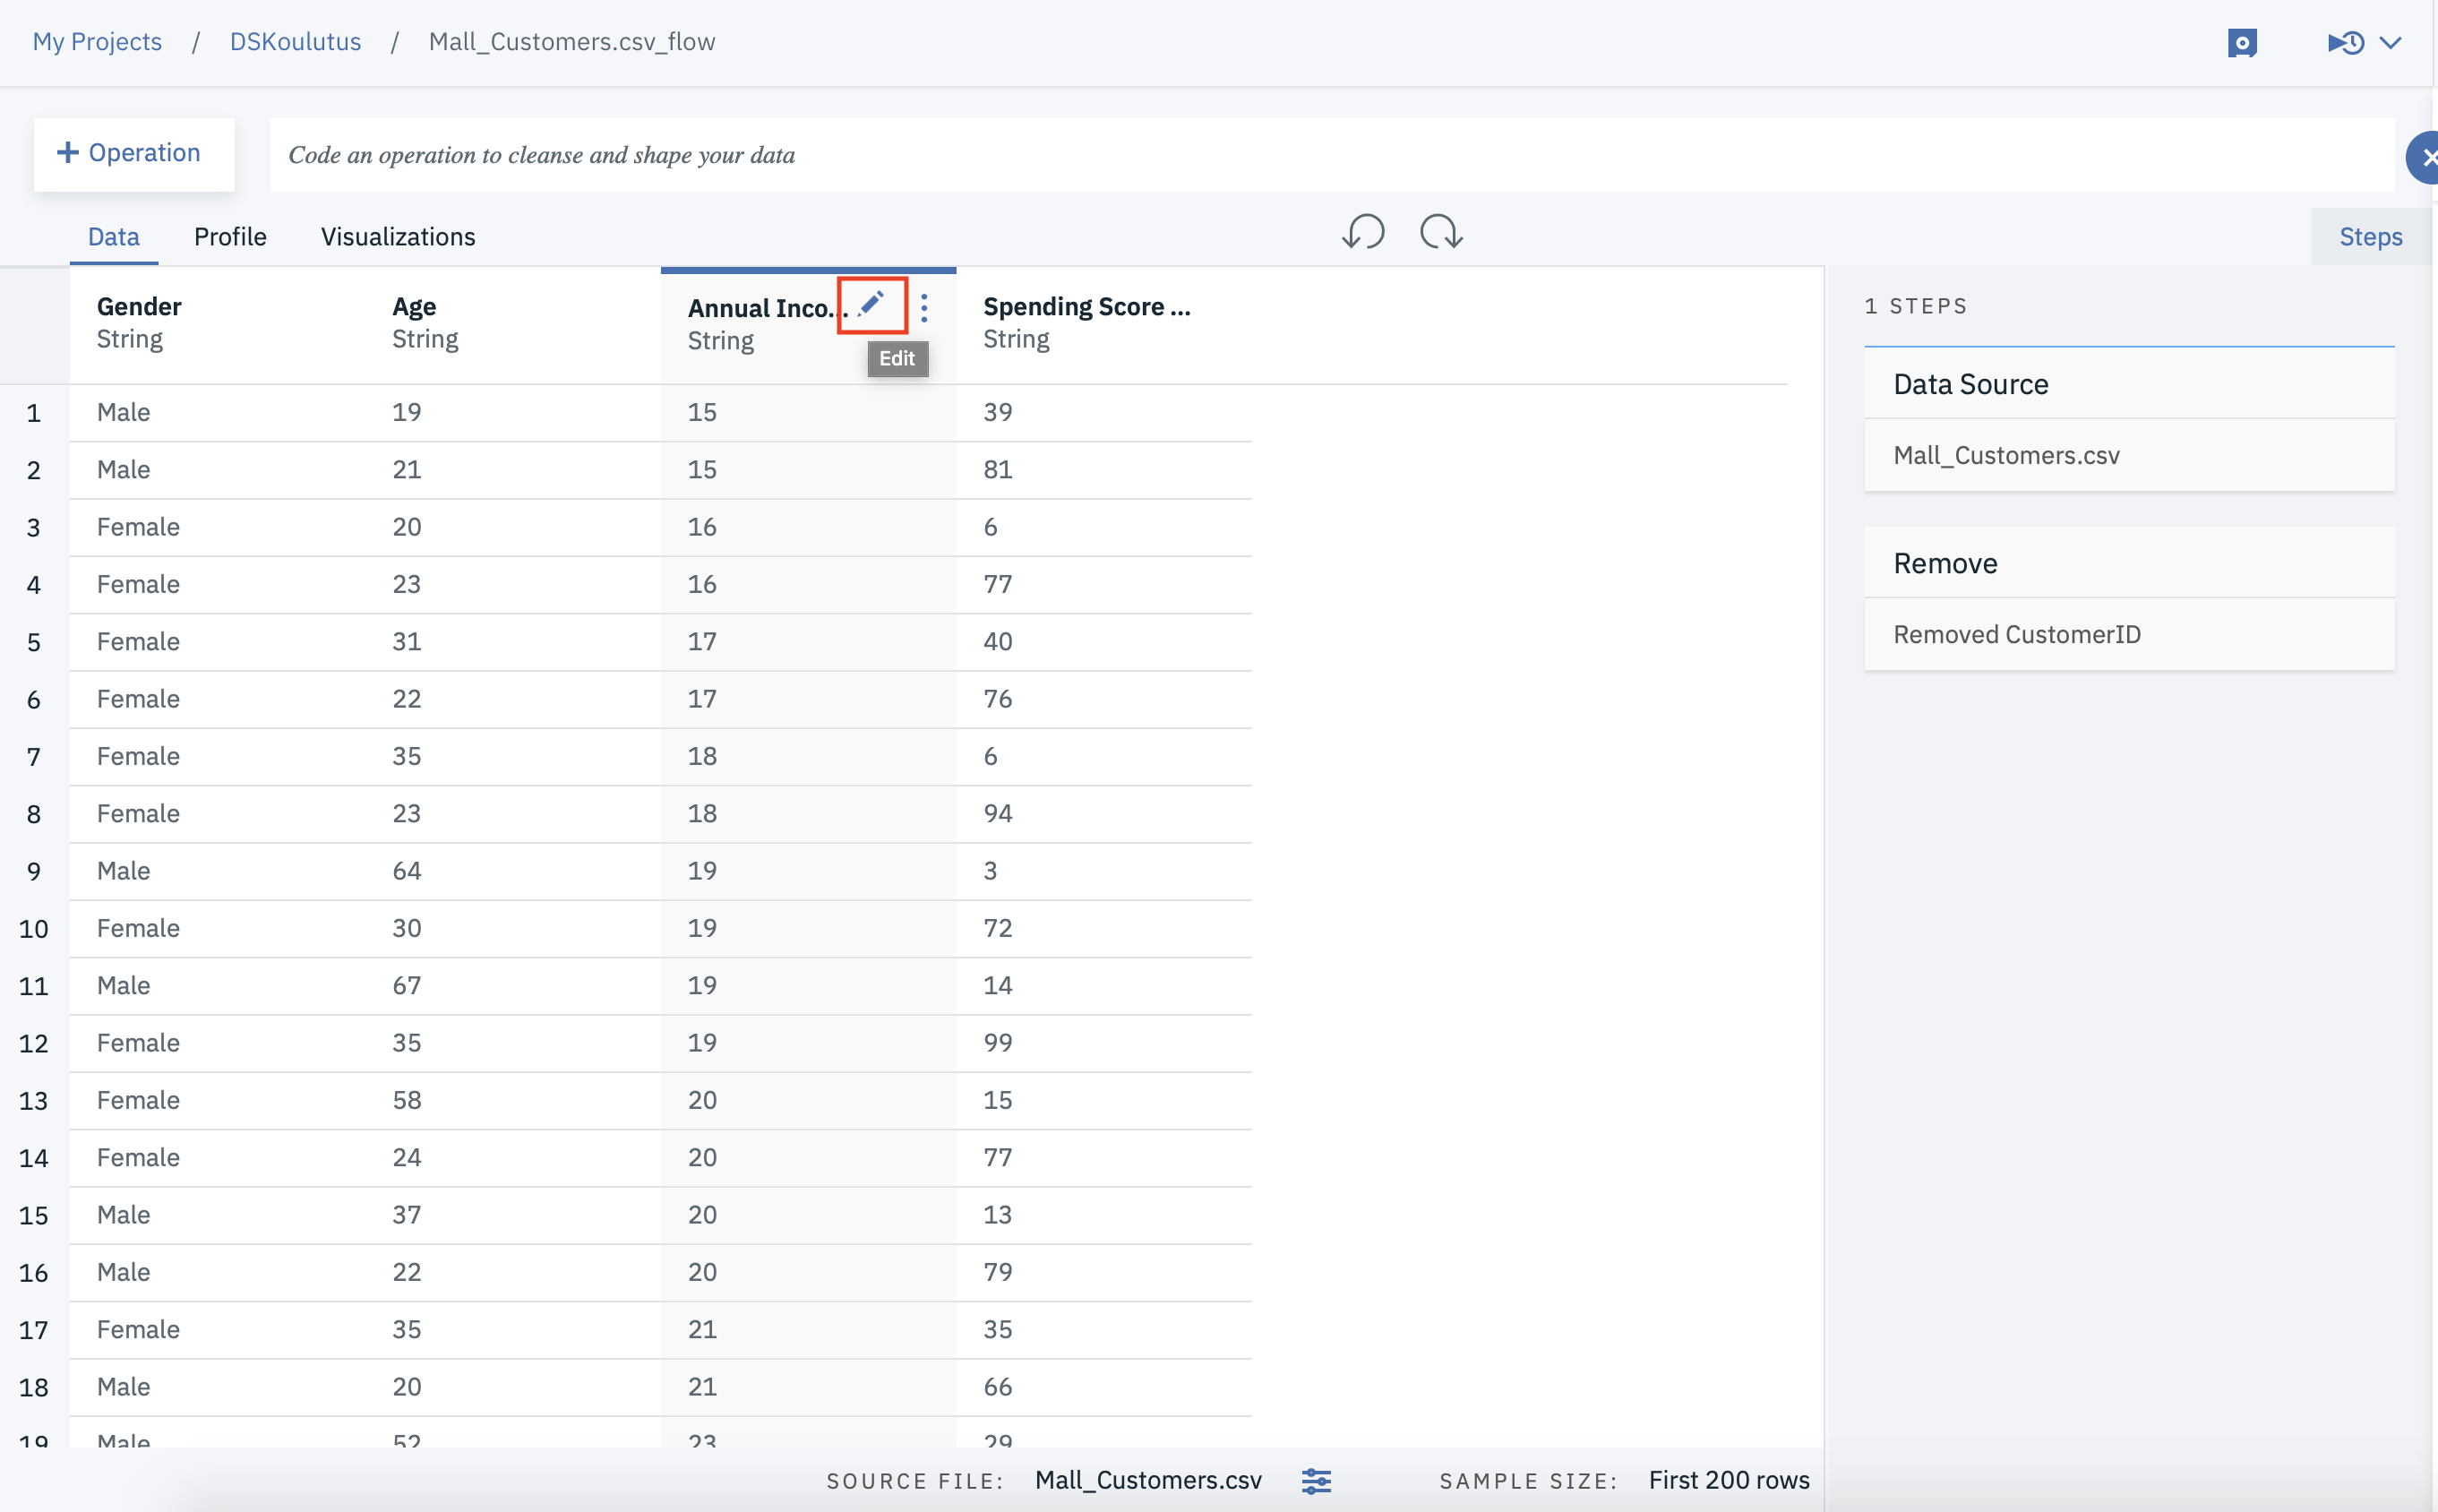 My Projects / DSKoulutus / Mall_Customers.csv_flow
+ Operation
Code an operation to cleanse and shape your data
Data Profile Visualizations Steps
Gender Age Annual Inco... Spending Score ...
String String String String
Edit
1 Male 19 15 39
2 Male 21 15 81
3 Female 20 16 6
4 Female 23 16 77
5 Female 31 17 40
6 Female 22 17 76
7 Female 35 18 6
8 Female 23 18 94
9 Male 64 19 3
10 Female 30 19 72
11 Male 67 19 14
12 Female 35 19 99
13 Female 58 20 15
14 Female 24 20 77
15 Male 37 20 13
16 Male 22 20 79
17 Female 35 21 35
18 Male 20 21 66
19 Male 52 23 29
1 STEPS
Data Source
Mall_Customers.csv
Remove
Removed CustomerID
SOURCE FILE: Mall_Customers.csv SAMPLE SIZE: First 200 rows